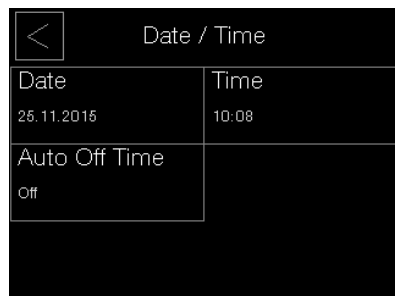 Date / Time
Date
25.11.2015
Time
10:08
Auto Off Time
Off